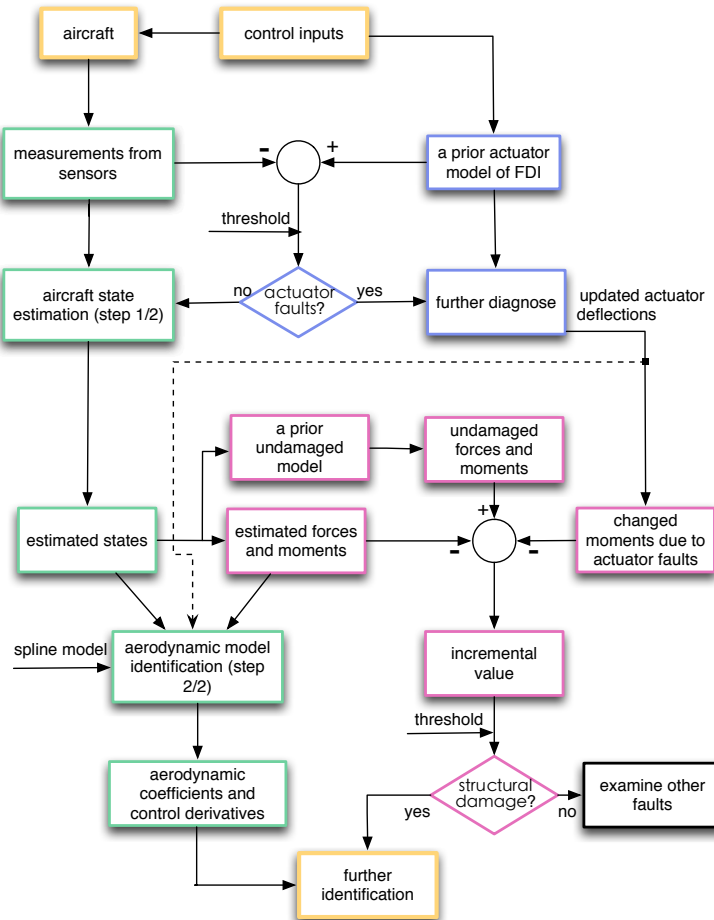 aircraft
control inputs
-
+
measurements from
sensors
a prior actuator
model of FDI
threshold
aircraft state
estimation (step 1/2)
no
actuator
faults?
yes
further diagnose
updated actuator
deflections
a prior
undamaged
model
undamaged
forces and
moments
+
estimated states
estimated forces
and moments
-
-
changed
moments due to
actuator faults
spline model
aerodynamic model
identification (step
2/2)
incremental
value
threshold
aerodynamic
coefficients and
control derivatives
structural
damage?
yes
no
examine other
faults
further
identification